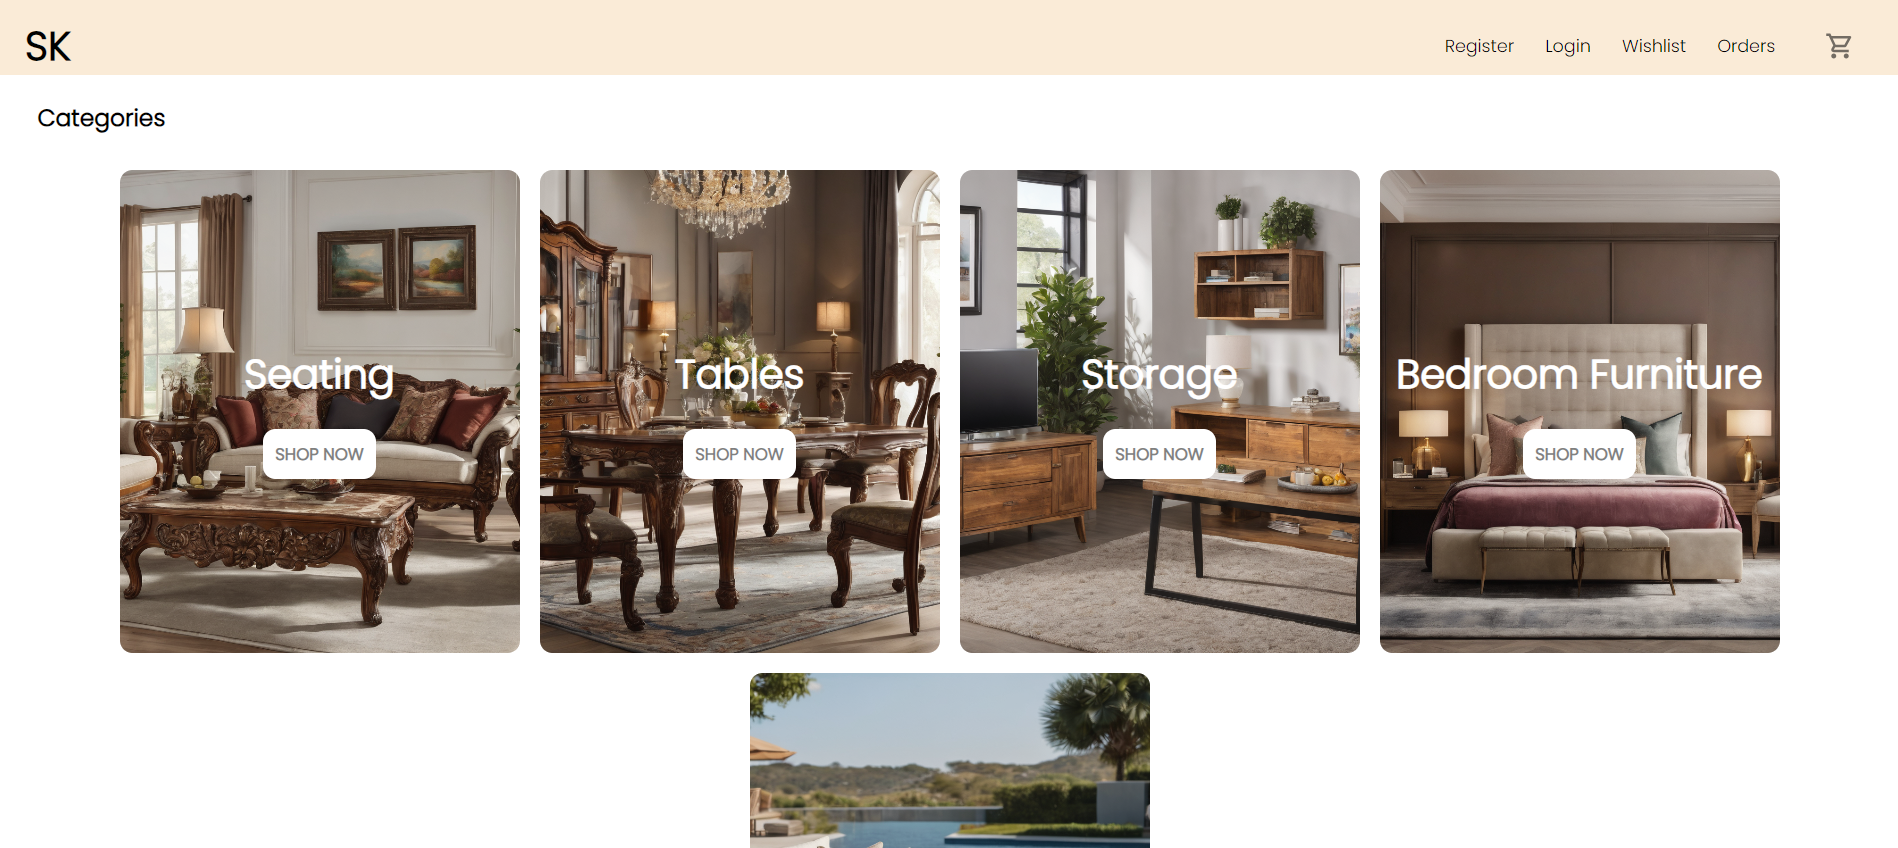 SK
Register Login Wishlist Orders
Categories
Seating
SHOP NOW
Tables
SHOP NOW
Storage
SHOP NOW
Bedroom Furniture
SHOP NOW